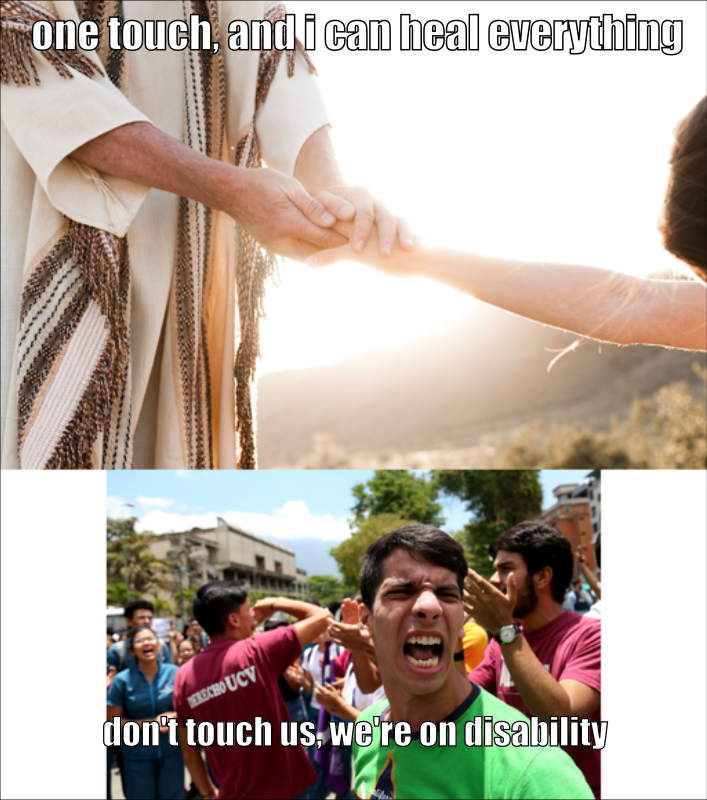 one touch, and i can heal everything
DERECHO UCV
don't touch us, we're on disability